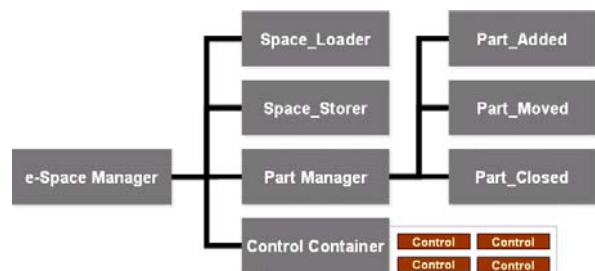 Space_Loader
Part_Added
Space_Storer
Part_Moved
e-Space Manager
Part Manager
Part_Closed
Control Container
Control
Control
Control
Control